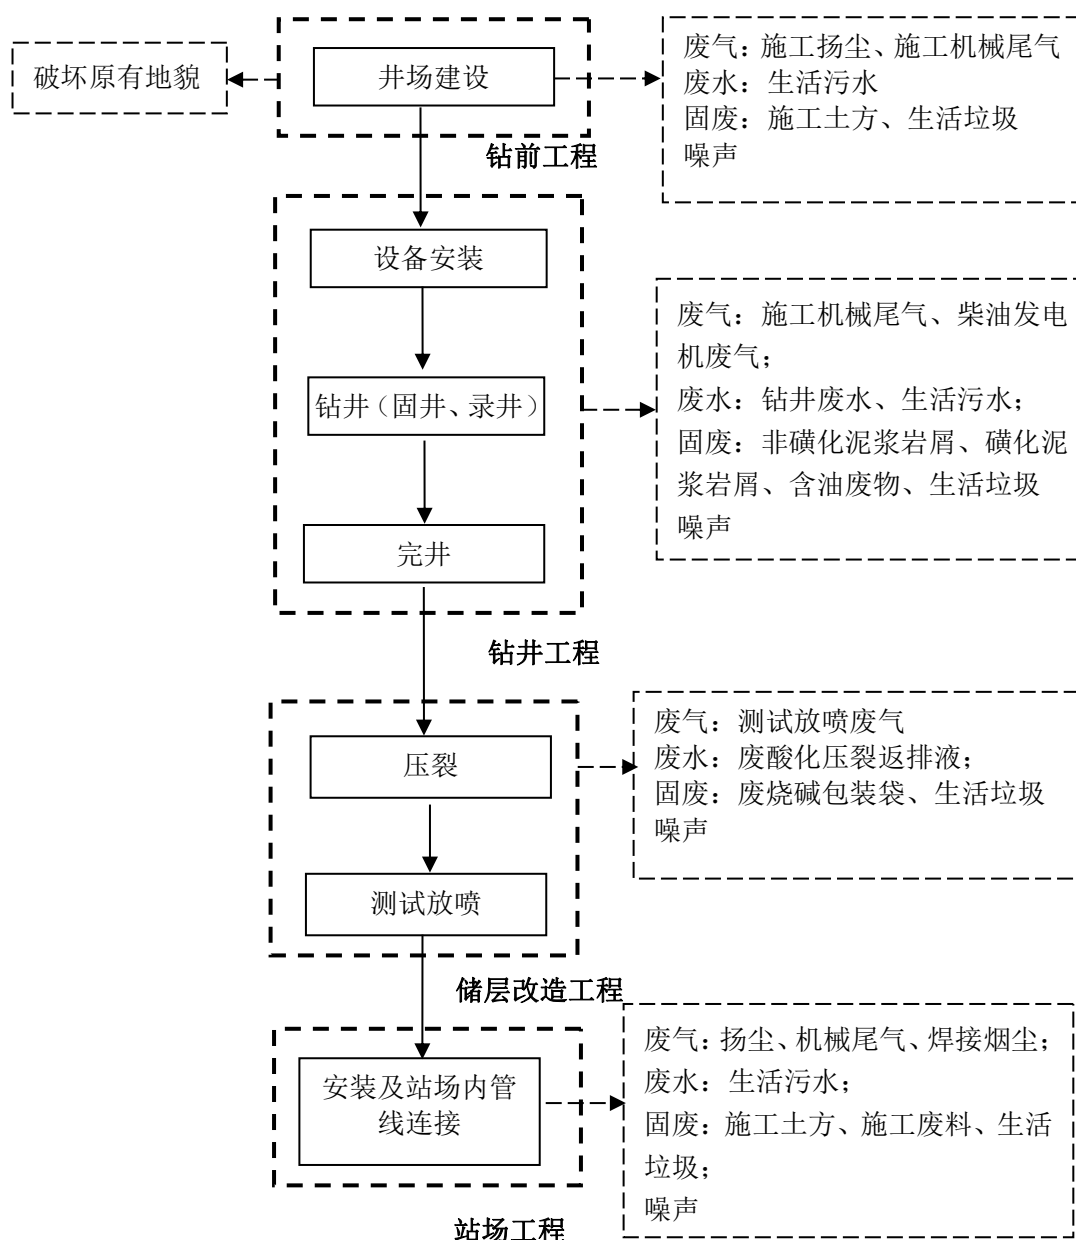 破坏原有地貌
井场建设
废气：施工扬尘、施工机械尾气
废水：生活污水
固废：施工土方、生活垃圾
噪声
钻前工程
设备安装
钻井（固井、录井）
完井
废气：施工机械尾气、柴油发电
机废气；
废水：钻井废水、生活污水；
固废：非磺化泥浆岩屑、磺化泥
浆岩屑、含油废物、生活垃圾
噪声
钻井工程
压裂
测试放喷
废气：测试放喷废气
废水：废酸化压裂返排液；
固废：废烧碱包装袋、生活垃圾
噪声
储层改造工程
安装及站场内管
线连接
废气：扬尘、机械尾气、焊接烟尘；
废水：生活污水；
固废：施工土方、施工废料、生活
垃圾；
噪声
站场工程